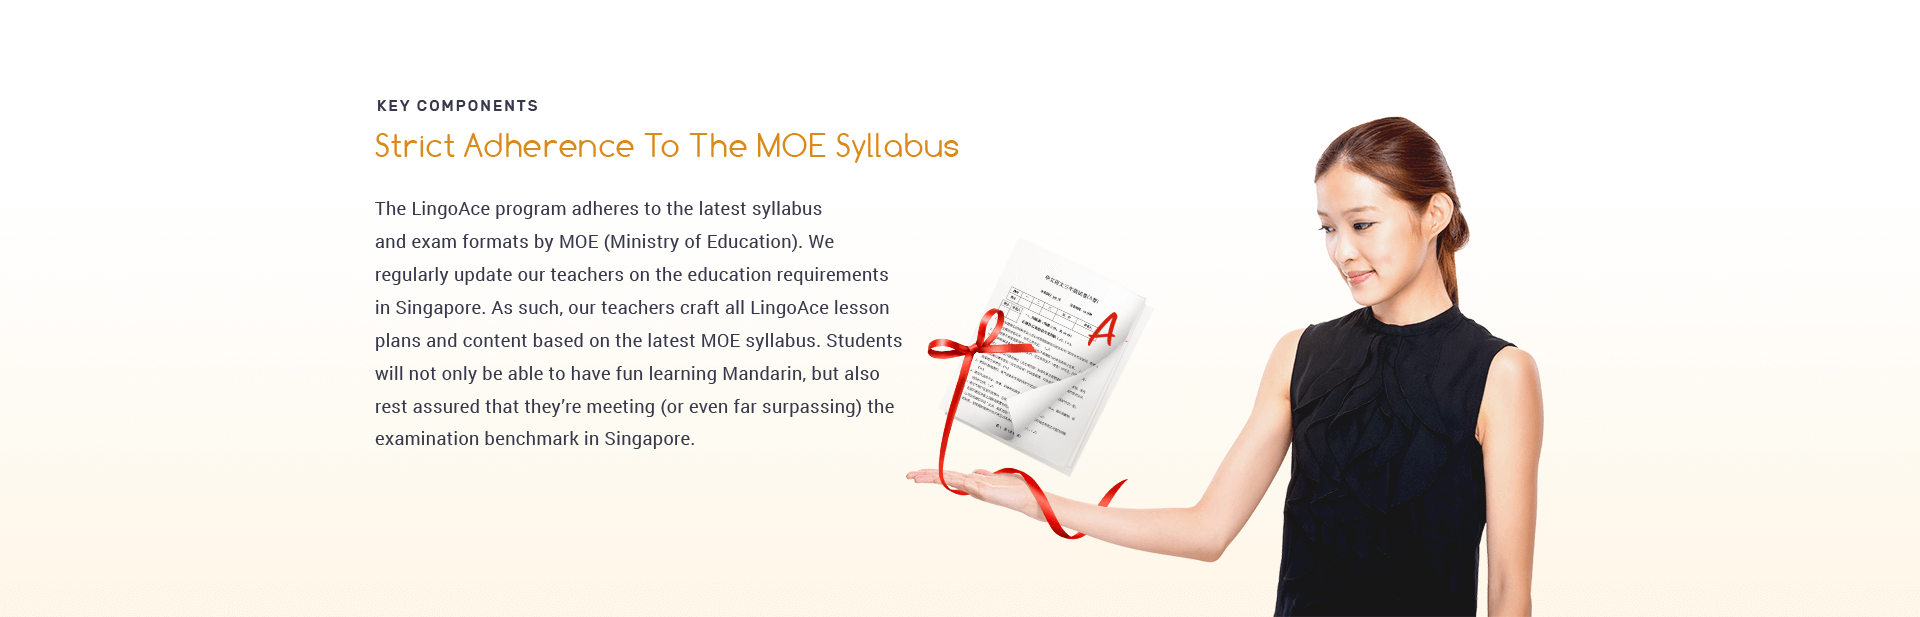 KEY COMPONENTS
Strict Adherence To The MOE Syllabus
The LingoAce program adheres to the latest syllabus
and exam formats by MOE (Ministry of Education). We
regularly update our teachers on the education requirements
in Singapore. As such, our teachers craft all LingoAce lesson
plans and content based on the latest MOE syllabus. Students
will not only be able to have fun learning Mandarin, but also
rest assured that they’re meeting (or even far surpassing) the
examination benchmark in Singapore.
A